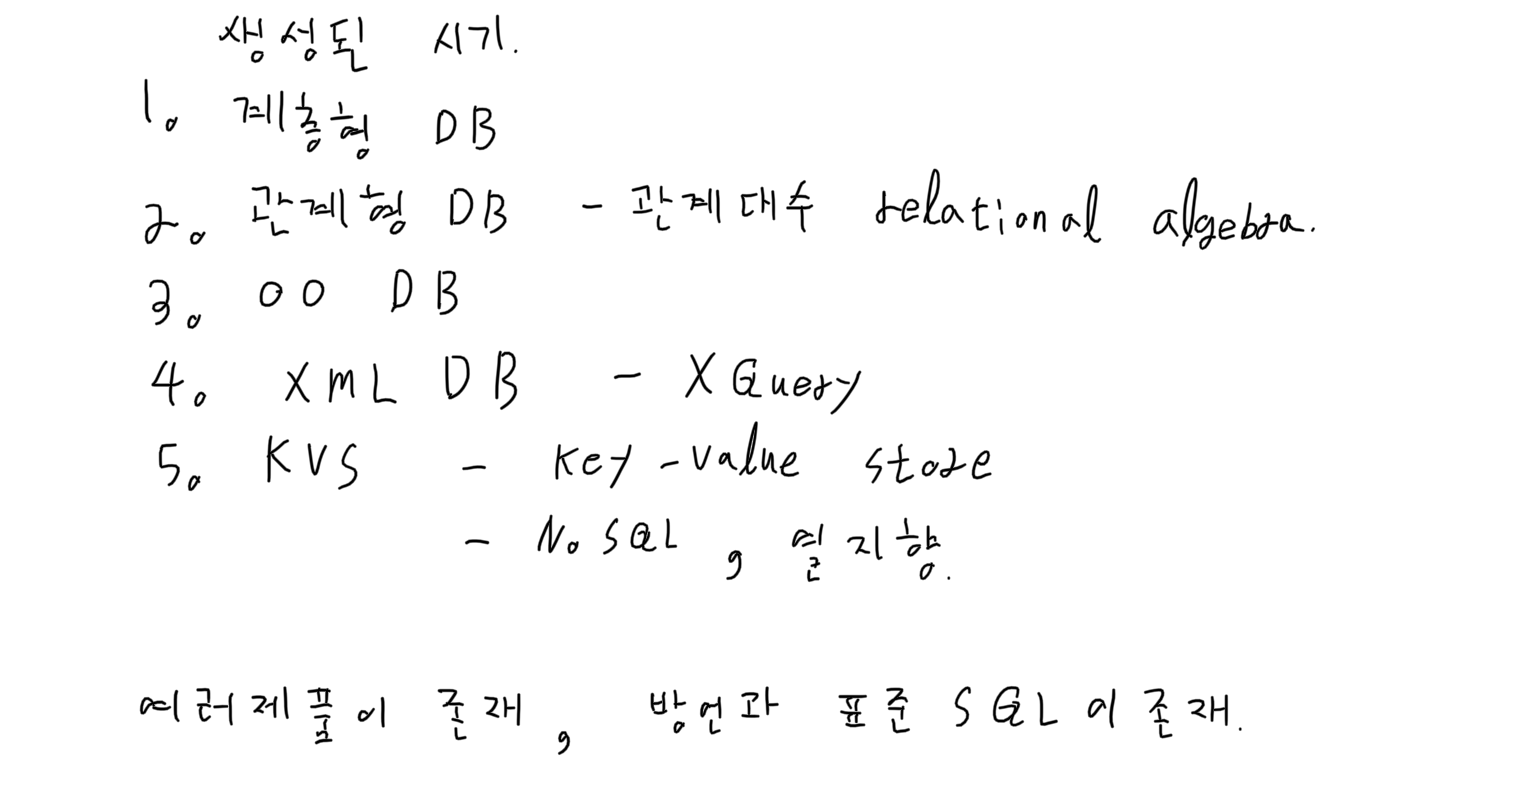 생성된 시기.
1. 계층형 DB
2. 관계형 DB - 관계대수 relational algebra.
3. OO DB
4. XML DB - XQuery
5. KVS - Key-value store
- No SQL, 열지향.
여러제품이 존재, 방언과 표준 SQL이 존재.